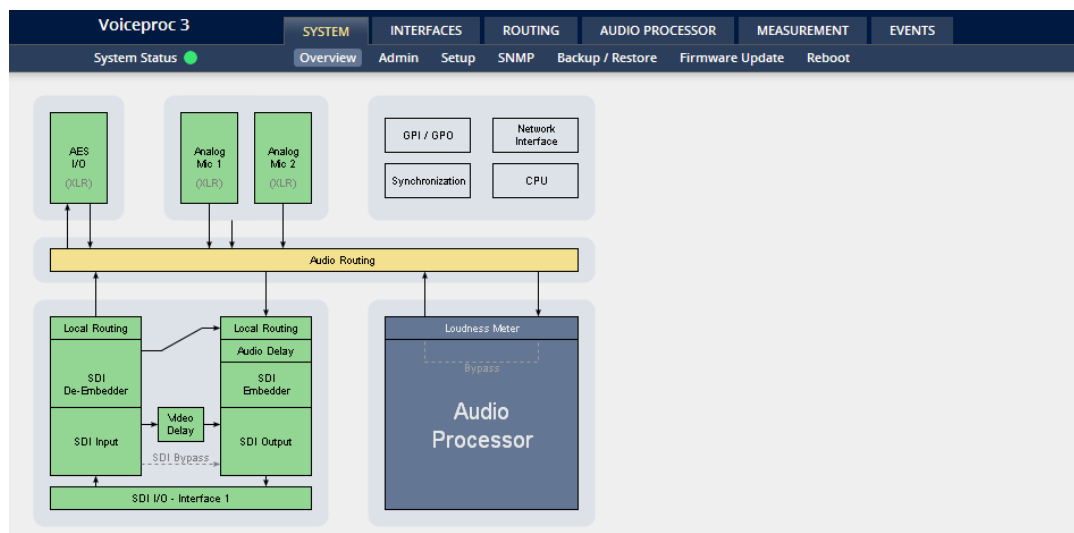 Voiceproc 3
SYSTEM
INTERFACES
ROUTING
AUDIO PROCESSOR
MEASUREMENT
EVENTS
System Status
Overview
Admin
Setup
SNMP
Backup / Restore
Firmware Update
Reboot
AES
I/O
(XLR)
Analog
Mic 1
(XLR)
Analog
Mic 2
(XLR)
GPI / GPO
Network
Interface
Synchronization
CPU
Audio Routing
Local Routing
SDI
De-Embedder
SDI Input
Video
Delay
SDI Bypass
Local Routing
Audio Delay
SDI
Embedder
SDI Output
SDI I/O - Interface 1
Loudness Meter
Bypass
Audio
Processor